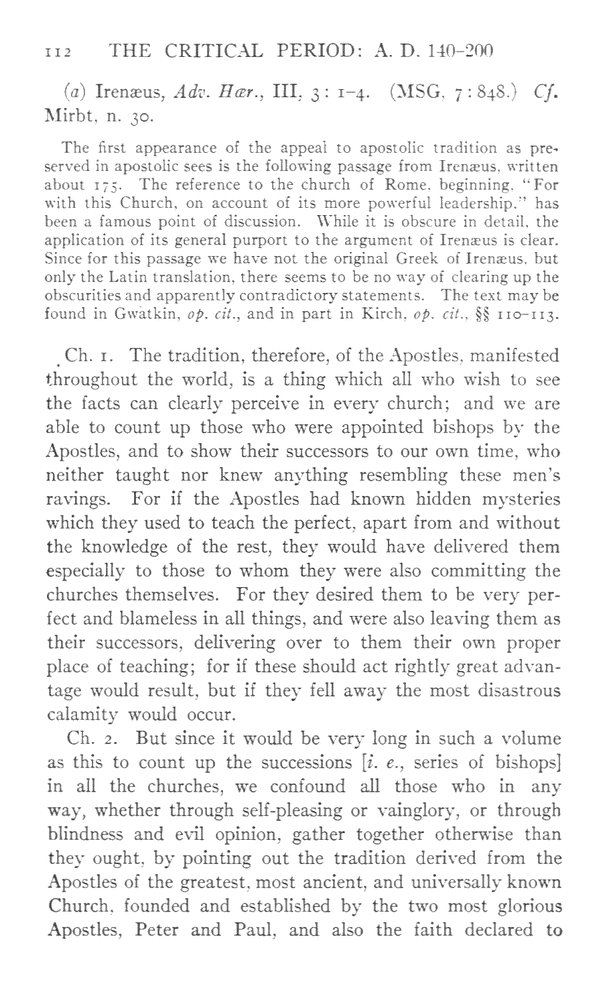 112 THE CRITICAL PERIOD: A. D. 140–200
(a) Irenæus, Adv. Hær., III, 3: 1–4. (MSG, 7:848.) Cf.
Mirbt, n. 30.
The first appearance of the appeal to apostolic tradition as pre-
served in apostolic sees is the following passage from Irenæus, written
about 175. The reference to the church of Rome, beginning, "For
with this Church, on account of its more powerful leadership," has
been a famous point of discussion. While it is obscure in detail, the
application of its general purport to the argument of Irenæus is clear.
Since for this passage we have not the original Greek of Irenæus, but
only the Latin translation, there seems to be no way of clearing up the
obscurities and apparently contradictory statements. The text may be
found in Gwatkin, op. cit., and in part in Kirch, op. cit., §§ 110–113.
Ch. 1. The tradition, therefore, of the Apostles, manifested
throughout the world, is a thing which all who wish to see
the facts can clearly perceive in every church; and we are
able to count up those who were appointed bishops by the
Apostles, and to show their successors to our own time, who
neither taught nor knew anything resembling these men's
ravings. For if the Apostles had known hidden mysteries
which they used to teach the perfect, apart from and without
the knowledge of the rest, they would have delivered them
especially to those to whom they were also committing the
churches themselves. For they desired them to be very per-
fect and blameless in all things, and were also leaving them as
their successors, delivering over to them their own proper
place of teaching; for if these should act rightly great advan-
tage would result, but if they fell away the most disastrous
calamity would occur.
Ch. 2. But since it would be very long in such a volume
as this to count up the successions [i. e., series of bishops]
in all the churches, we confound all those who in any
way, whether through self-pleasing or vainglory, or through
blindness and evil opinion, gather together otherwise than
they ought, by pointing out the tradition derived from the
Apostles of the greatest, most ancient, and universally known
Church, founded and established by the two most glorious
Apostles, Peter and Paul, and also the faith declared to